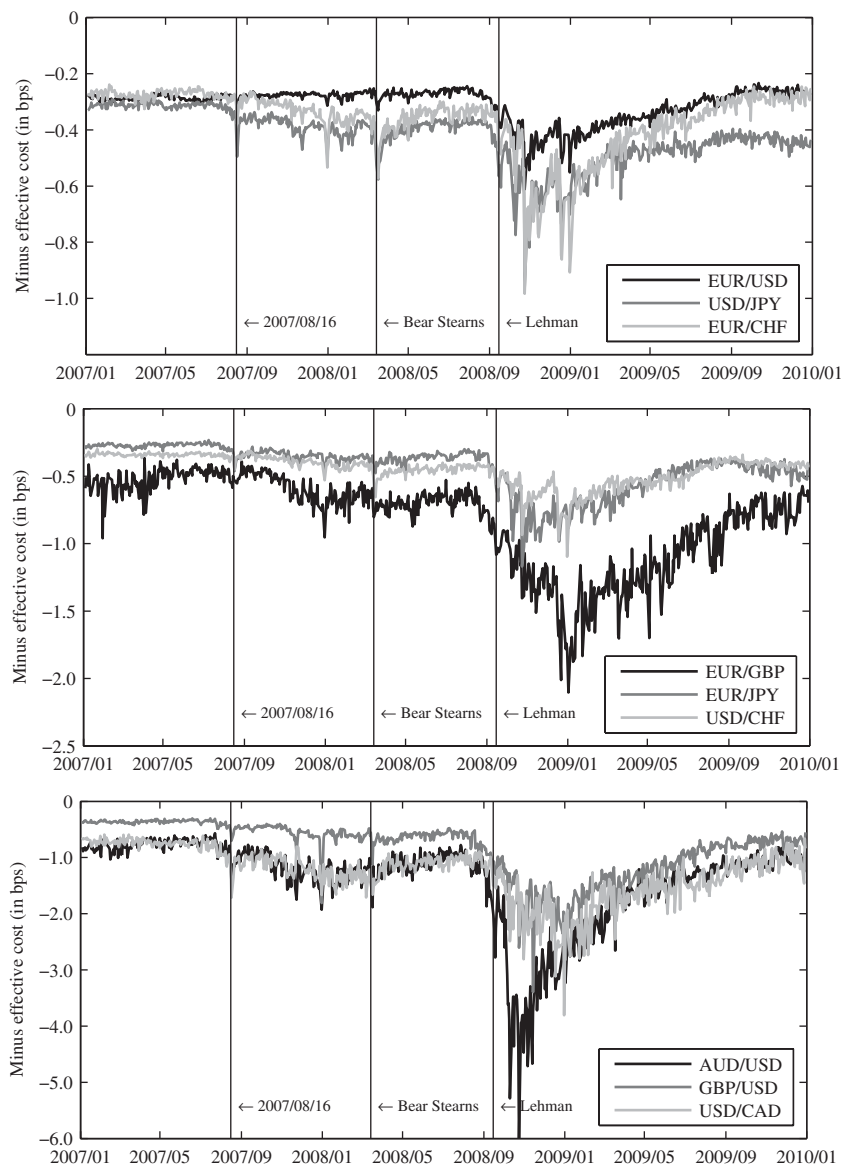 0
−0.2
−0.4
−0.6
−0.8
−1.0
Minus effective cost (in bps)
EUR/USD
USD/JPY
EUR/CHF
← 2007/08/16
← Bear Stearns
← Lehman
2007/01 2007/05 2007/09 2008/01 2008/05 2008/09 2009/01 2009/05 2009/09 2010/01
0
−0.5
−1.0
−1.5
−2.0
−2.5
Minus effective cost (in bps)
EUR/GBP
EUR/JPY
USD/CHF
← 2007/08/16
← Bear Stearns
← Lehman
2007/01 2007/05 2007/09 2008/01 2008/05 2008/09 2009/01 2009/05 2009/09 2010/01
0
−1.0
−2.0
−3.0
−4.0
−5.0
−6.0
Minus effective cost (in bps)
AUD/USD
GBP/USD
USD/CAD
← 2007/08/16
← Bear Stearns
← Lehman
2007/01 2007/05 2007/09 2008/01 2008/05 2008/09 2009/01 2009/05 2009/09 2010/01